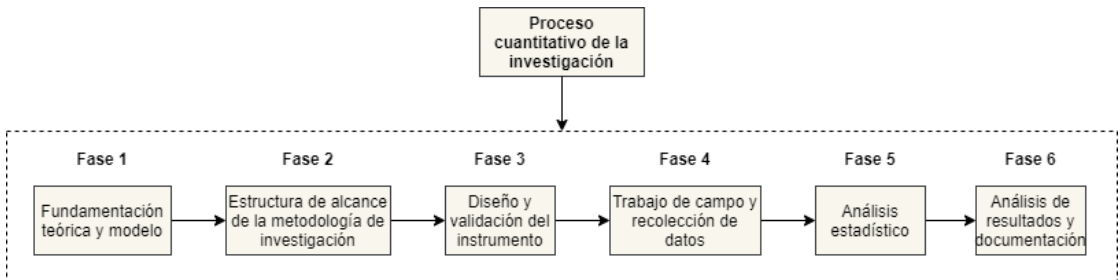 Proceso
cuantitativo de la
investigación
Fase 1
Fase 2
Fase 3
Fase 4
Fase 5
Fase 6
Fundamentación
teórica y modelo
Estructura de alcance
de la metodología de
investigación
Diseño y
validación del
instrumento
Trabajo de campo y
recolección de
datos
Análisis
estadístico
Análisis de
resultados y
documentación